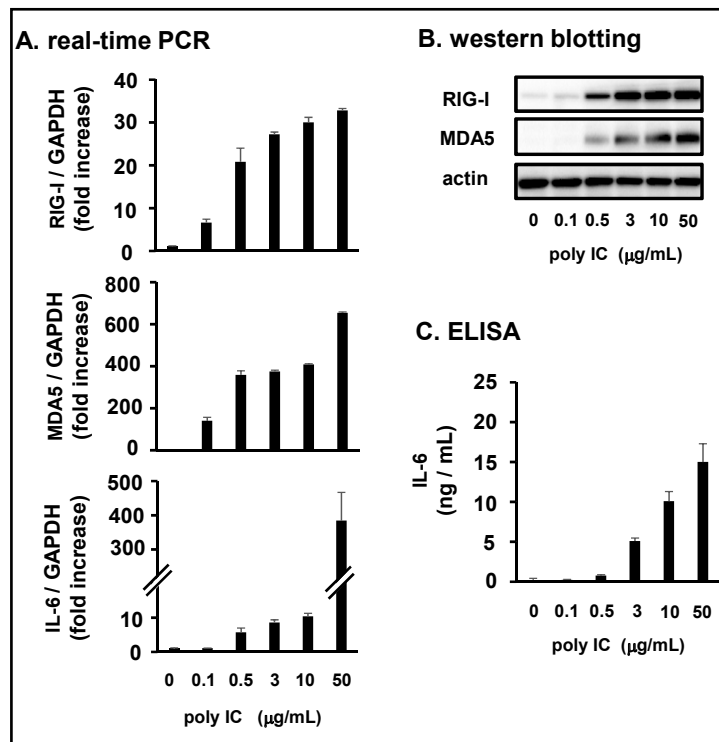 A. real-time PCR
RIG-I / GAPDH
(fold increase)
40
30
20
10
0
MDA5 / GAPDH
(fold increase)
800
600
400
200
0
IL-6 / GAPDH
(fold increase)
500
400
300
10
0
0 0.1 0.5 3 10 50
poly IC (μg/mL)
B. western blotting
RIG-I
MDA5
actin
0 0.1 0.5 3 10 50
poly IC (μg/mL)
C. ELISA
IL-6
(ng / mL)
25
20
15
10
5
0
0 0.1 0.5 3 10 50
poly IC (μg/mL)